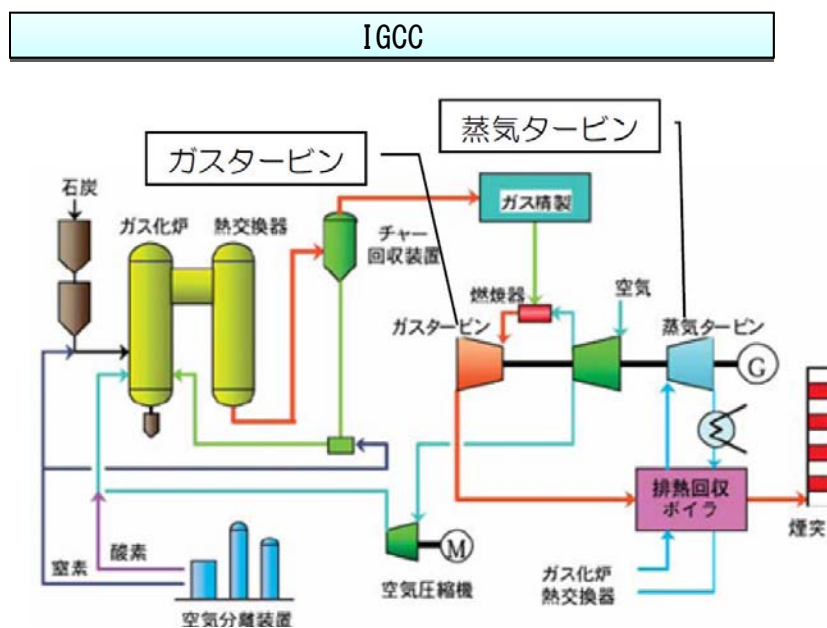 IGCC
蒸気タービン
ガスタービン
石炭
ガス化炉
熱交換器
チャー
回収装置
ガス精製
燃焼器
空気
ガスタービン
蒸気タービン
G
排熱回収
ボイラ
煙突
M
空気圧縮機
ガス化炉
熱交換器
酸素
窒素
空気分離装置